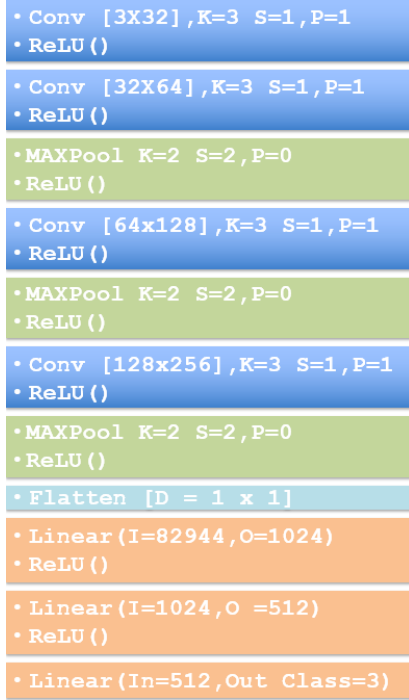 • Conv [3X32],K=3 S=1,P=1
• ReLU()
• Conv [32X64],K=3 S=1,P=1
• ReLU()
• MAXPool K=2 S=2,P=0
• ReLU()
• Conv [64x128],K=3 S=1,P=1
• ReLU()
• MAXPool K=2 S=2,P=0
• ReLU()
• Conv [128x256],K=3 S=1,P=1
• ReLU()
• MAXPool K=2 S=2,P=0
• ReLU()
• Flatten [D = 1 x 1]
• Linear(I=82944,O=1024)
• ReLU()
• Linear(I=1024,O =512)
• ReLU()
• Linear(In=512,Out Class=3)